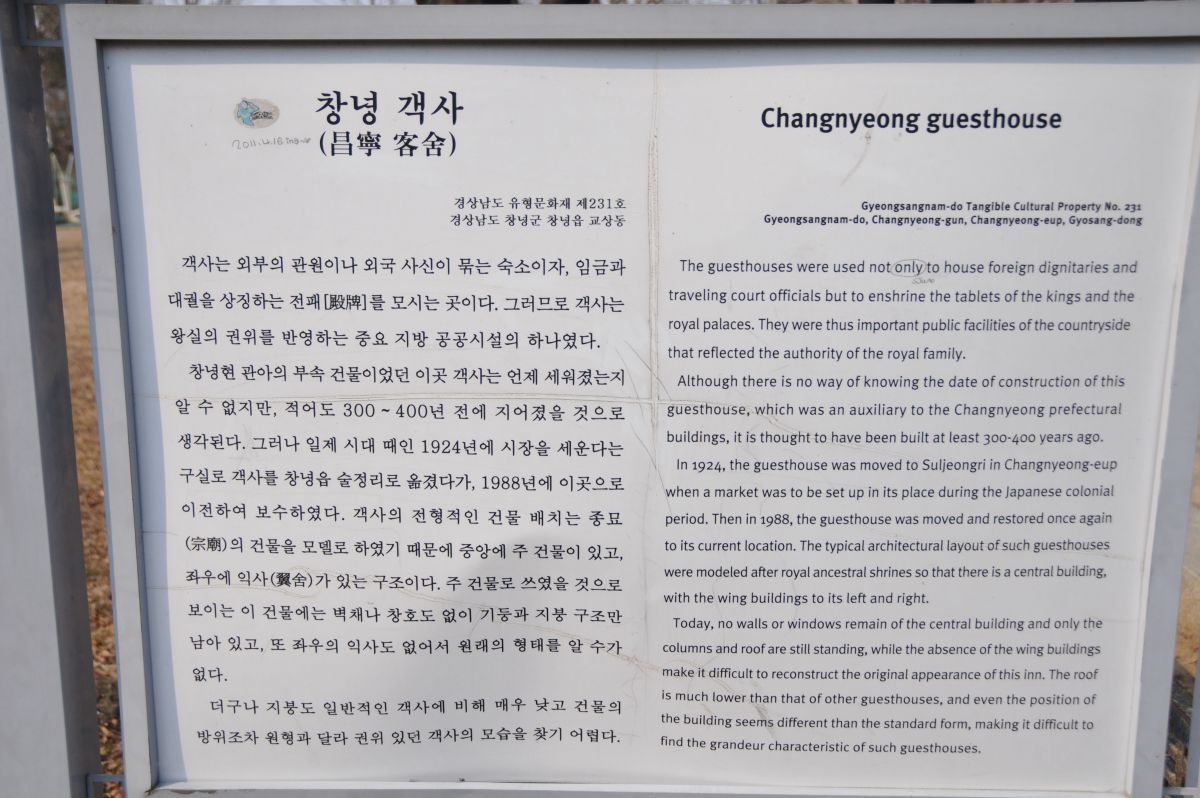 창녕 객사
(昌寧 客舍)
경상남도 유형문화재 제231호
경상남도 창녕군 창녕읍 교상동
객사는 외부의 관원이나 외국 사신이 묶는 숙소이자, 임금과
대궐을 상징하는 전패[殿牌]를 모시는 곳이다. 그러므로 객사는
왕실의 권위를 반영하는 중요 지방 공공시설의 하나였다.
창녕현 관아의 부속 건물이었던 이곳 객사는 언제 세워졌는지
알 수 없지만, 적어도 300 ~ 400년 전에 지어졌을 것으로
생각된다. 그러나 일제 시대 때인 1924년에 시장을 세운다는
구실로 객사를 창녕읍 술정리로 옮겼다가, 1988년에 이곳으로
이전하여 보수하였다. 객사의 전형적인 건물 배치는 종묘
(宗廟)의 건물을 모델로 하였기 때문에 중앙에 주 건물이 있고,
좌우에 익사(翼舍)가 있는 구조이다. 주 건물로 쓰였을 것으로
보이는 이 건물에는 벽채나 창호도 없이 기둥과 지붕 구조만
남아 있고, 또 좌우의 익사도 없어서 원래의 형태를 알 수가
없다.
더구나 지붕도 일반적인 객사에 비해 매우 낮고 건물의
방위조차 원형과 달라 권위 있던 객사의 모습을 찾기 어렵다.
Changnyeong guesthouse
Gyeongsangnam-do Tangible Cultural Property No. 231
Gyeongsangnam-do, Changnyeong-gun, Changnyeong-eup, Gyosang-dong
The guesthouses were used not only to house foreign dignitaries and
traveling court officials but to enshrine the tablets of the kings and the
royal palaces. They were thus important public facilities of the countryside
that reflected the authority of the royal family.
Although there is no way of knowing the date of construction of this
guesthouse, which was an auxiliary to the Changnyeong prefectural
buildings, it is thought to have been built at least 300-400 years ago.
In 1924, the guesthouse was moved to Suljeongri in Changnyeong-eup
when a market was to be set up in its place during the Japanese colonial
period. Then in 1988, the guesthouse was moved and restored once again
to its current location. The typical architectural layout of such guesthouses
were modeled after royal ancestral shrines so that there is a central building,
with the wing buildings to its left and right.
Today, no walls or windows remain of the central building and only the
columns and roof are still standing, while the absence of the wing buildings
make it difficult to reconstruct the original appearance of this inn. The roof
is much lower than that of other guesthouses, and even the position of
the building seems different than the standard form, making it difficult to
find the grandeur characteristic of such guesthouses.